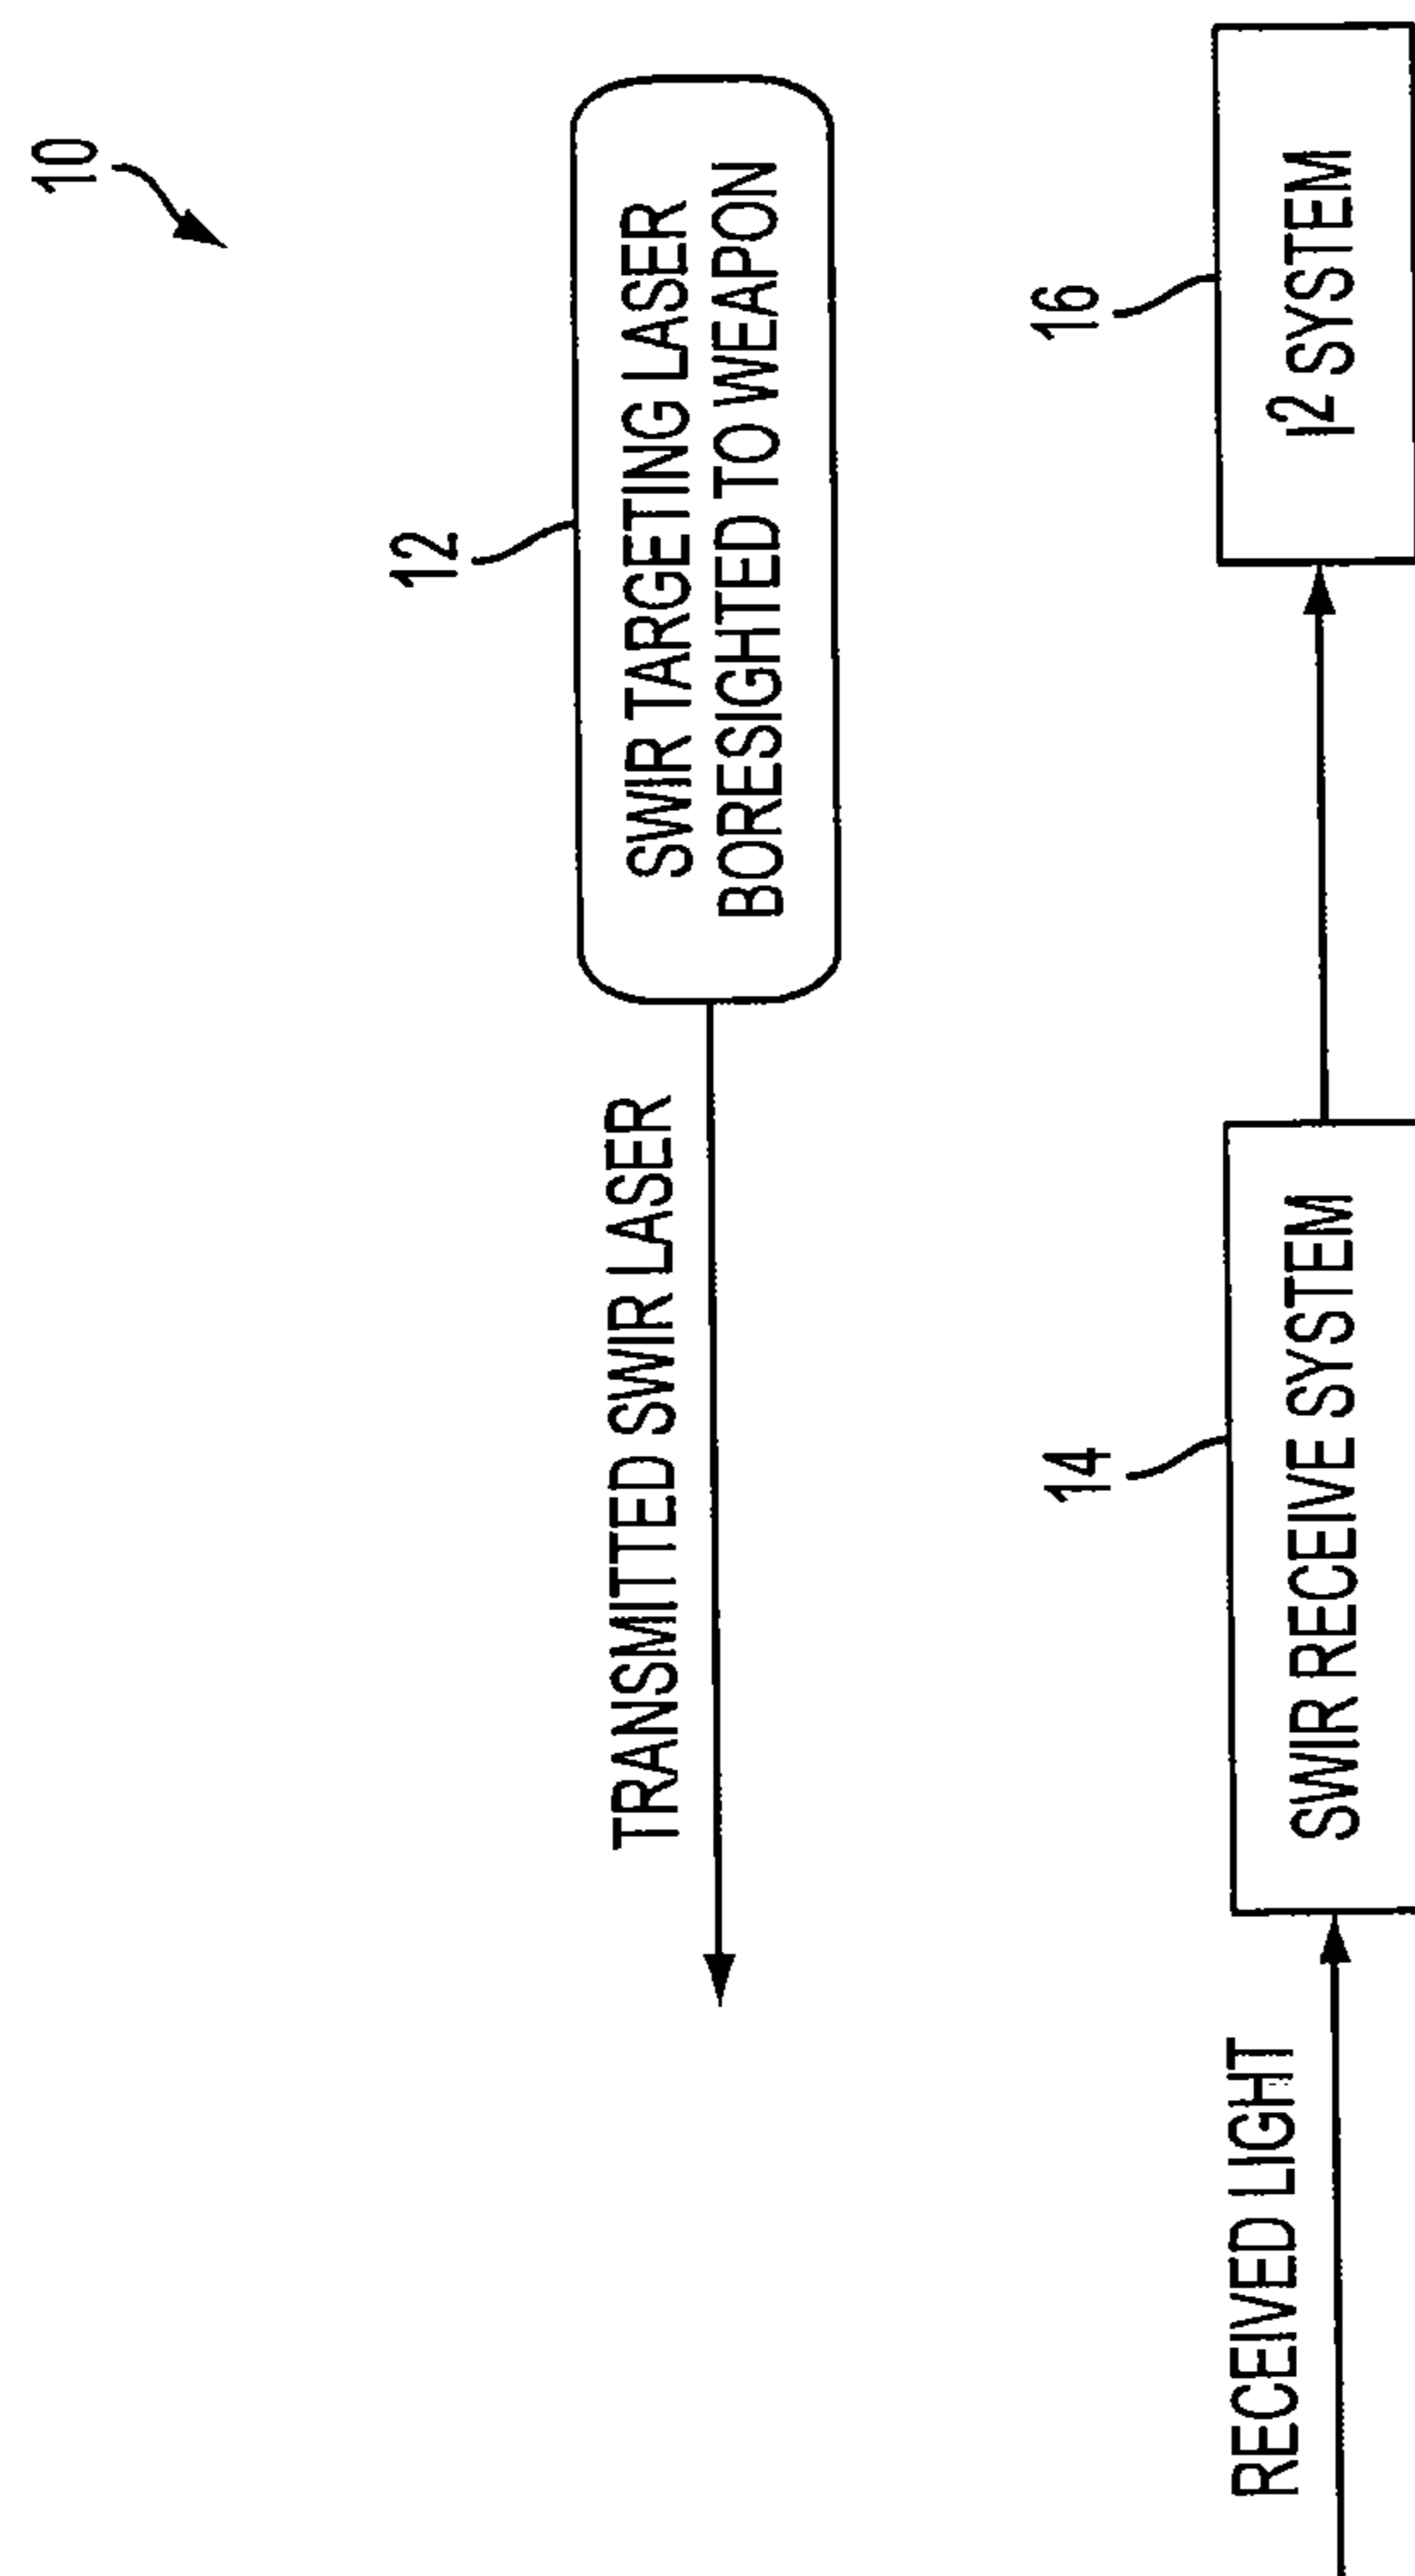 10
12
SWIR TARGETING LASER
BORESIGHTED TO WEAPON
TRANSMITTED SWIR LASER
16
I² SYSTEM
14
SWIR RECEIVE SYSTEM
RECEIVED LIGHT